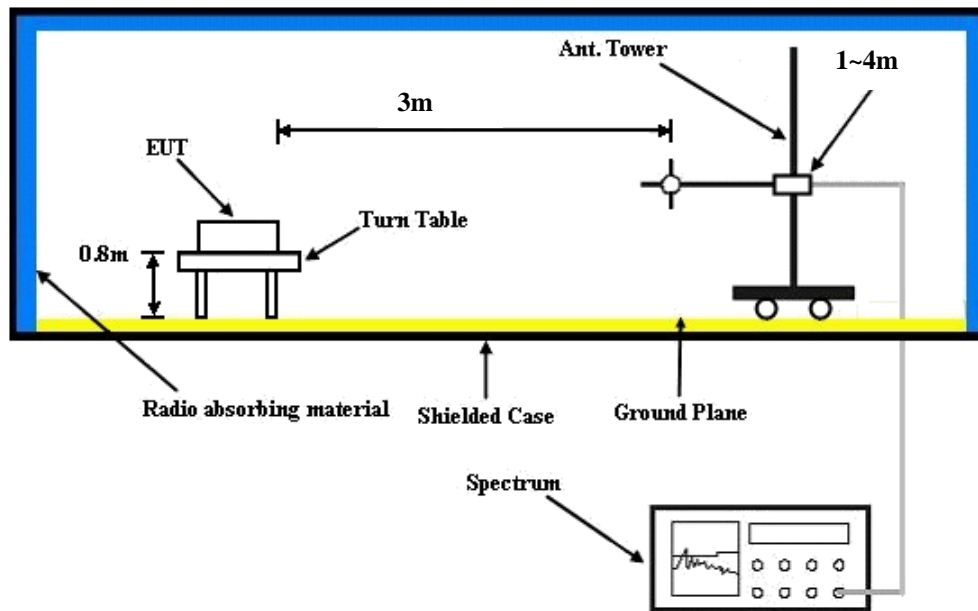 Ant. Tower
1~4m
3m
EUT
Turn Table
0.8m
Radio absorbing material
Shielded Case
Ground Plane
Spectrum